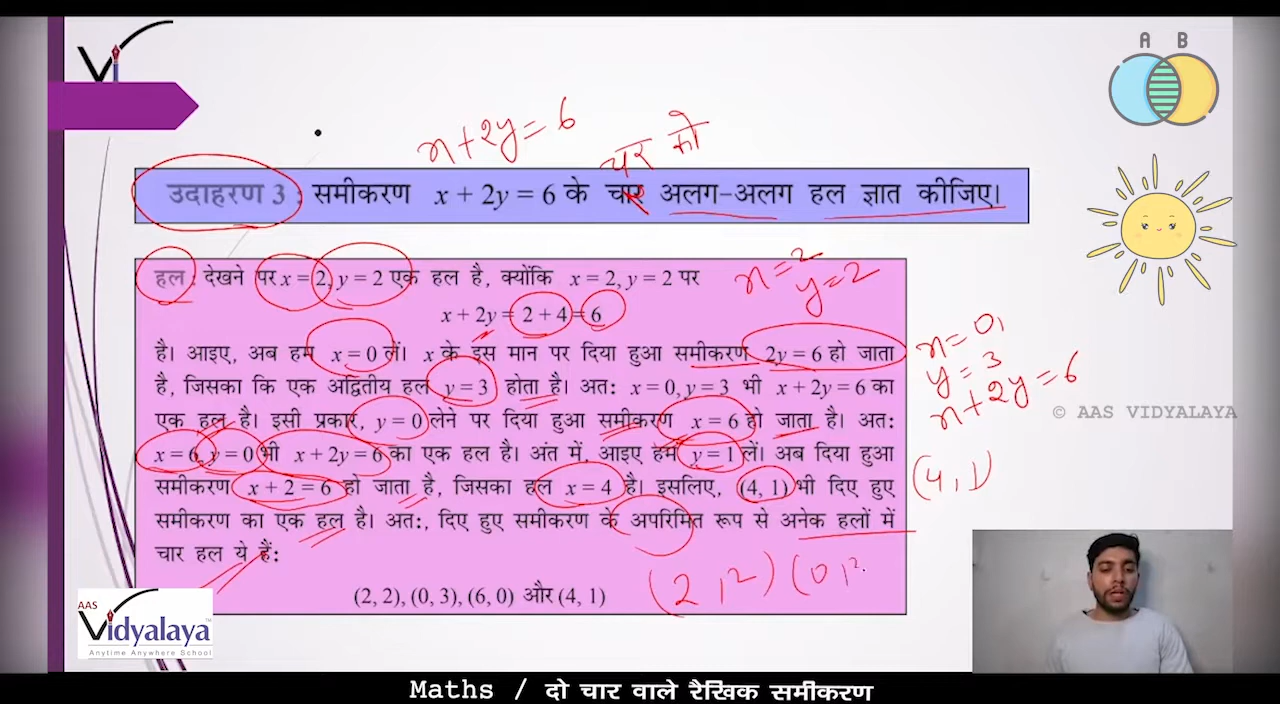 A B
x + 2y = 6
चर को
उदाहरण 3 : समीकरण x + 2y = 6 के चार अलग-अलग हल ज्ञात कीजिए।
हल : देखने पर x = 2, y = 2 एक हल है, क्योंकि x = 2, y = 2 पर
x + 2y = 2 + 4 = 6
x = 2
y = 2
है। आइए, अब हम x = 0 लें। x के इस मान पर दिया हुआ समीकरण 2y = 6 हो जाता
है, जिसका कि एक अद्वितीय हल y = 3 होता है। अतः x = 0, y = 3 भी x + 2y = 6 का
एक हल है। इसी प्रकार, y = 0 लेने पर दिया हुआ समीकरण x = 6 हो जाता है। अतः
x = 6, y = 0 भी x + 2y = 6 का एक हल है। अंत में, आइए हम y = 1 लें। अब दिया हुआ
समीकरण x + 2 = 6 हो जाता है, जिसका हल x = 4 है। इसलिए, (4, 1) भी दिए हुए
समीकरण का एक हल है। अतः, दिए हुए समीकरण के अपरिमित रूप से अनेक हलों में
चार हल ये हैं:
(2, 2), (0, 3), (6, 0) और (4, 1)
x = 0,
y = 3
x + 2y = 6
© AAS VIDYALAYA
(4, 1)
(2, 2) (0,
AAS
Vidyalaya
Anytime Anywhere School
Maths / दो चार वाले रैखिक समीकरण